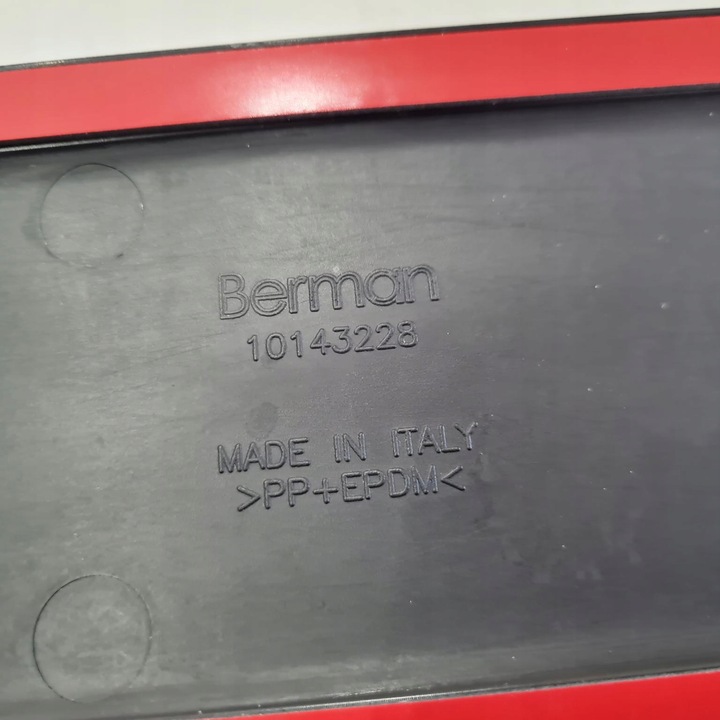 Berman
10143228
MADE IN ITALY
>PP+EPDM<